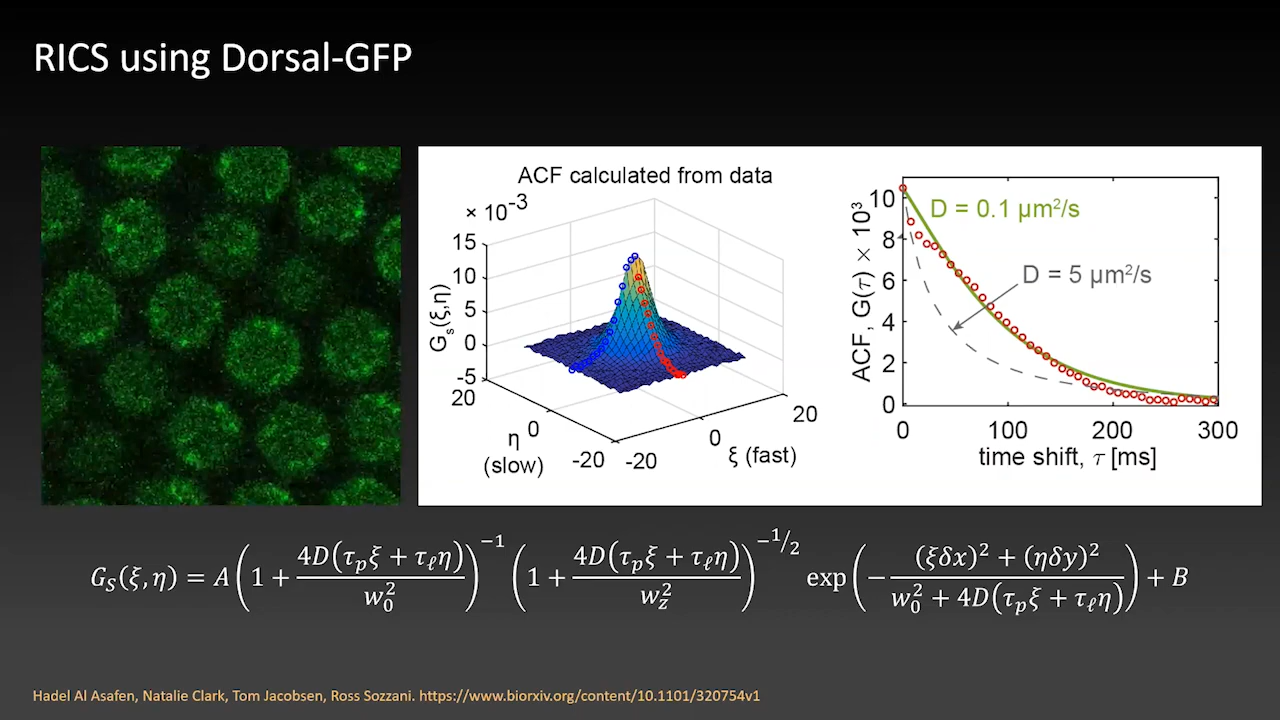 RICS using Dorsal-GFP
ACF calculated from data
× 10⁻³
15
10
5
0
-5
G_s(ξ,η)
20
0
-20
η
(slow)
-20
0
20
ξ (fast)
10
8
6
4
2
0
ACF, G(τ) × 10³
D = 0.1 µm²/s
D = 5 µm²/s
0 100 200 300
time shift, τ [ms]
G_S(ξ, η) = A(1 + 4D(τ_pξ + τ_ℓη)/w_0²)^−1 (1 + 4D(τ_pξ + τ_ℓη)/w_z²)^−1/2 exp(−((ξδx)² + (ηδy)²)/(w_0² + 4D(τ_pξ + τ_ℓη))) + B
Hadel Al Asafen, Natalie Clark, Tom Jacobsen, Ross Sozzani. https://www.biorxiv.org/content/10.1101/320754v1